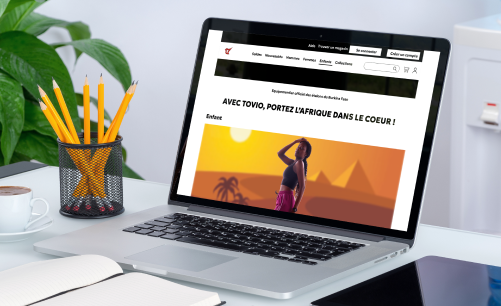 Aide Trouver un magasin Se connecter Créer un compte
Soldes Nouveautés Hommes Femmes Enfants Collections
Equipementier officiel des étalons du Burkina Faso
AVEC TOVIO, PORTEZ L'AFRIQUE DANS LE COEUR !
Enfant